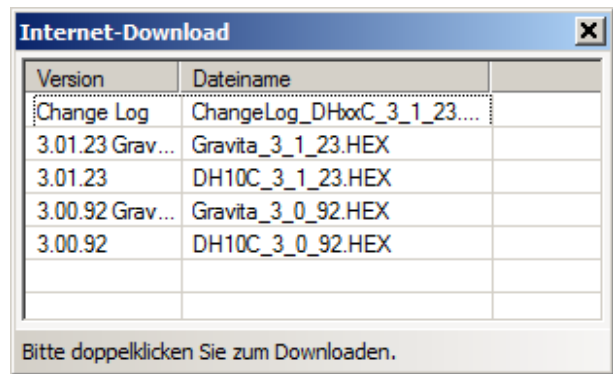 Internet-Download
Version Dateiname
Change Log ChangeLog_DHxxC_3_1_23....
3.01.23 Grav... Gravita_3_1_23.HEX
3.01.23 DH10C_3_1_23.HEX
3.00.92 Grav... Gravita_3_0_92.HEX
3.00.92 DH10C_3_0_92.HEX
Bitte doppelklicken Sie zum Downloaden.